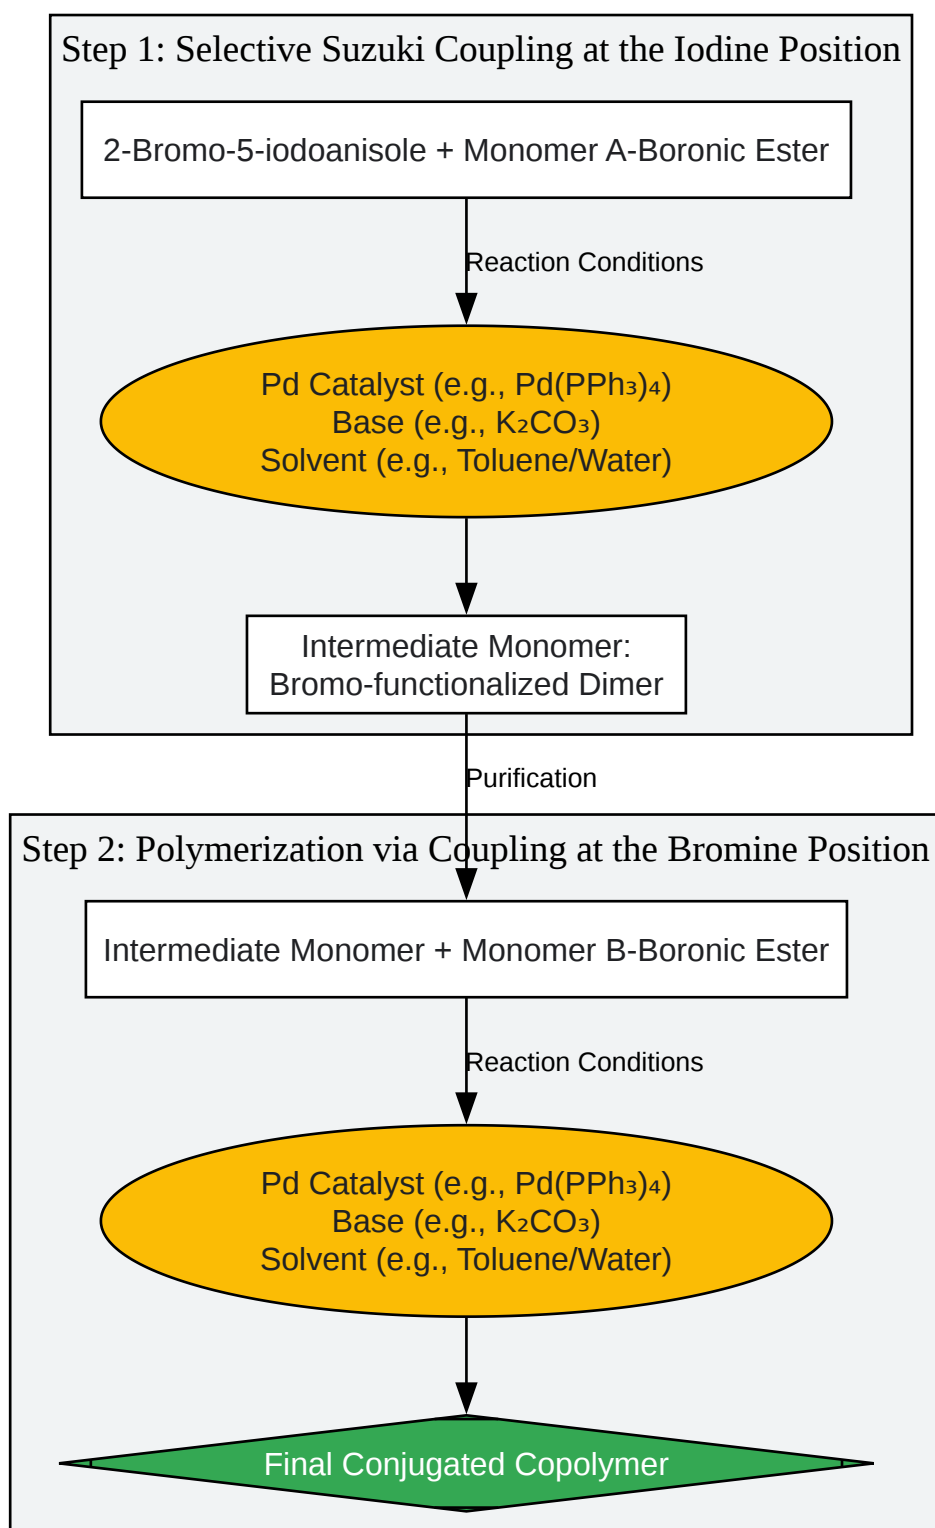 Step 1: Selective Suzuki Coupling at the Iodine Position
2-Bromo-5-iodoanisole + Monomer A-Boronic Ester
Reaction Conditions
Pd Catalyst (e.g., Pd(PPh₃)₄)
Base (e.g., K₂CO₃)
Solvent (e.g., Toluene/Water)
Intermediate Monomer:
Bromo-functionalized Dimer
Purification
Step 2: Polymerization via Coupling at the Bromine Position
Intermediate Monomer + Monomer B-Boronic Ester
Reaction Conditions
Pd Catalyst (e.g., Pd(PPh₃)₄)
Base (e.g., K₂CO₃)
Solvent (e.g., Toluene/Water)
Final Conjugated Copolymer